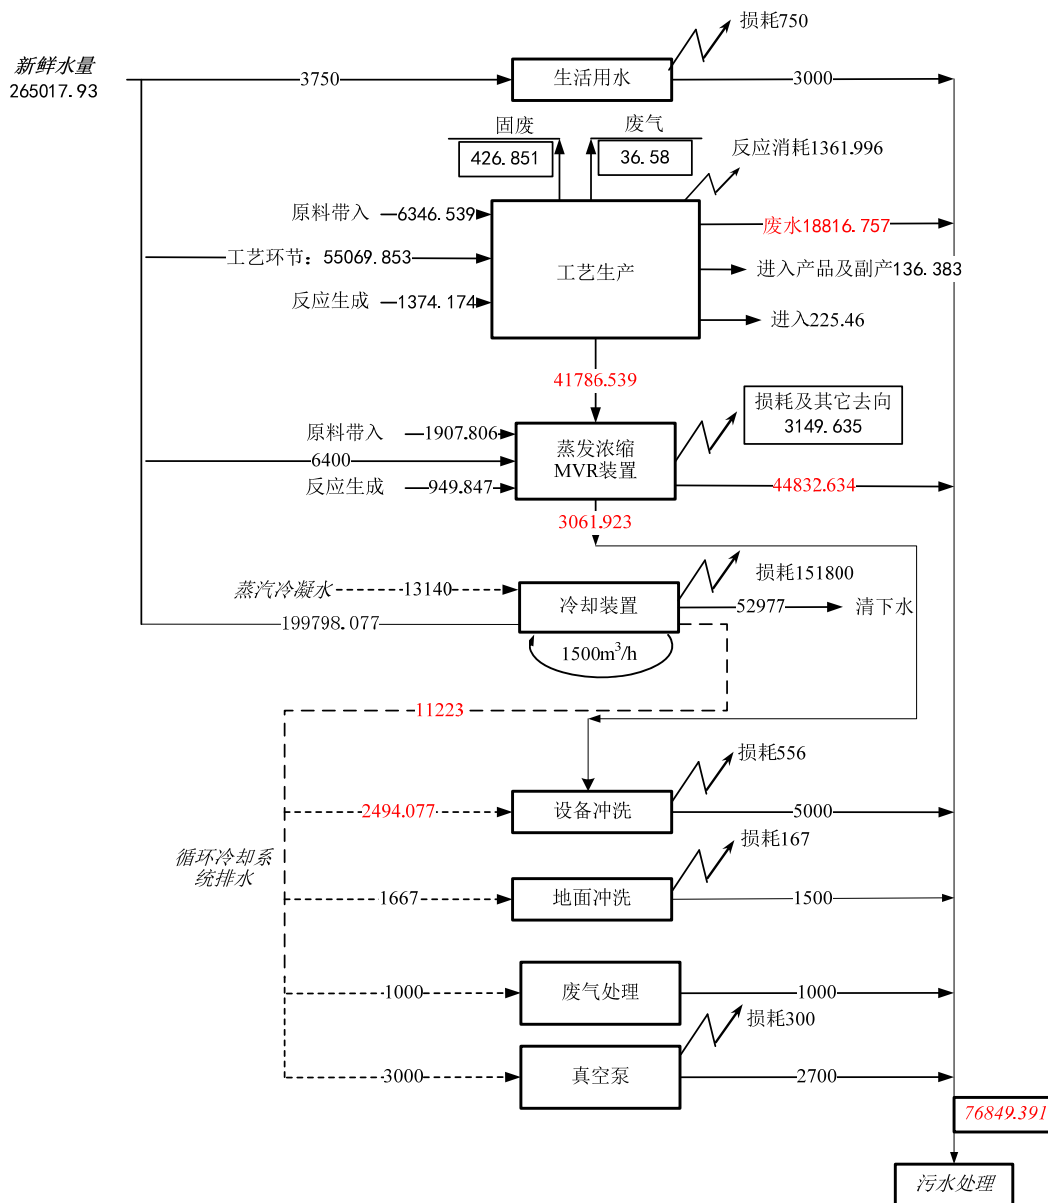 损耗750
新鲜水量
265017.93
3750
生活用水
3000
固废
426.851
废气
36.58
反应消耗1361.996
原料带入
6346.539
废水18816.757
工艺环节：55069.853
工艺生产
进入产品及副产136.383
反应生成
1374.174
进入225.46
41786.539
损耗及其它去向
3149.635
原料带入
1907.806
6400
蒸发浓缩
MVR装置
反应生成
949.847
44832.634
3061.923
损耗151800
蒸汽冷凝水
13140
冷却装置
52977
清下水
199798.077
1500m³/h
11223
损耗556
2494.077
设备冲洗
5000
损耗167
循环冷却系
统排水
1667
地面冲洗
1500
1000
废气处理
1000
损耗300
3000
真空泵
2700
76849.391
污水处理